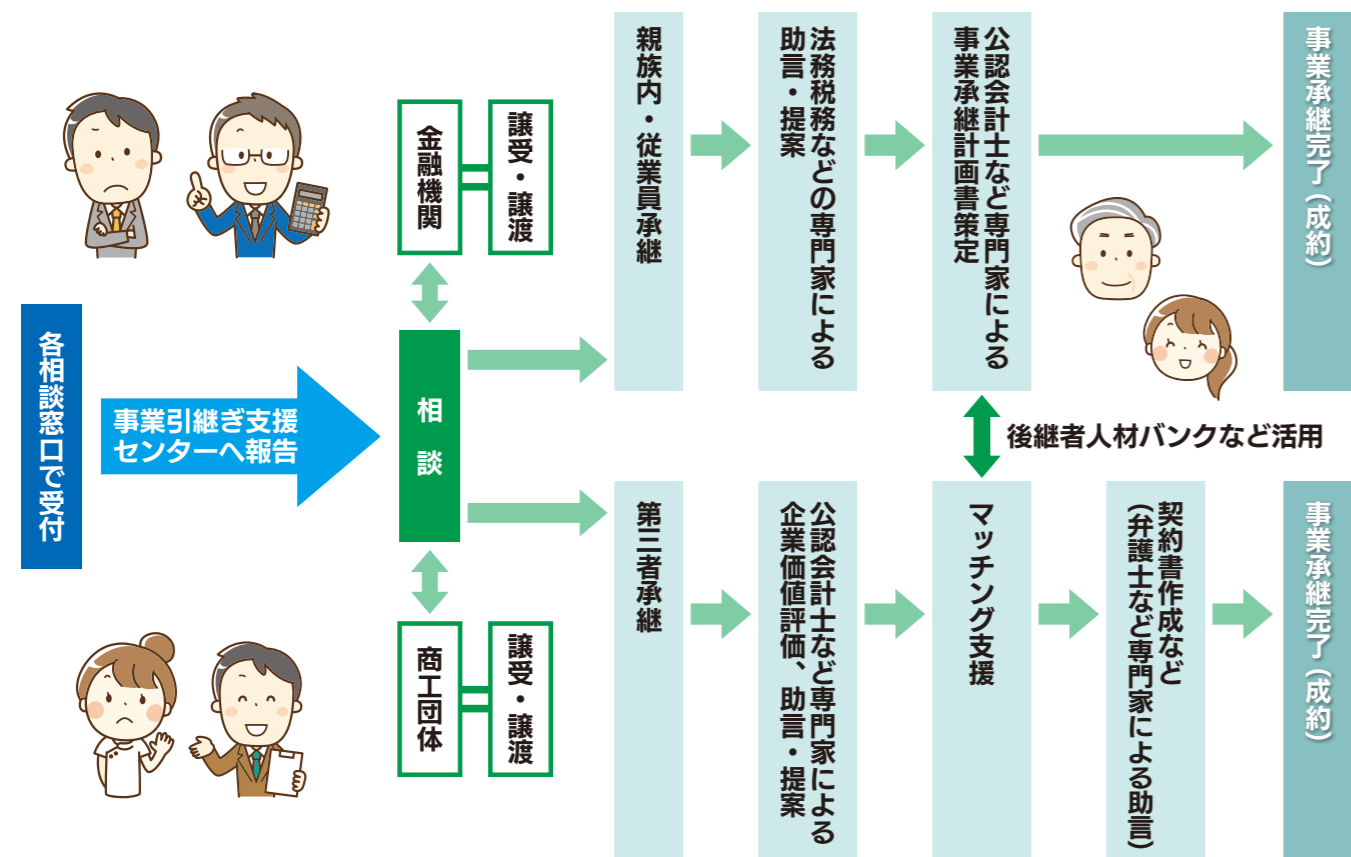 各相談窓口で受付
事業引継ぎ支援
センターへ報告
金融機関
譲受・譲渡
相談
商工団体
譲受・譲渡
親族内・従業員承継
法務税務などの専門家による
助言・提案
公認会計士など専門家による
事業承継計画書策定
事業承継完了（成約）
後継者人材バンクなど活用
第三者承継
公認会計士など専門家による
企業価値評価、助言・提案
マッチング支援
契約書作成など
（弁護士など専門家による助言）
事業承継完了（成約）